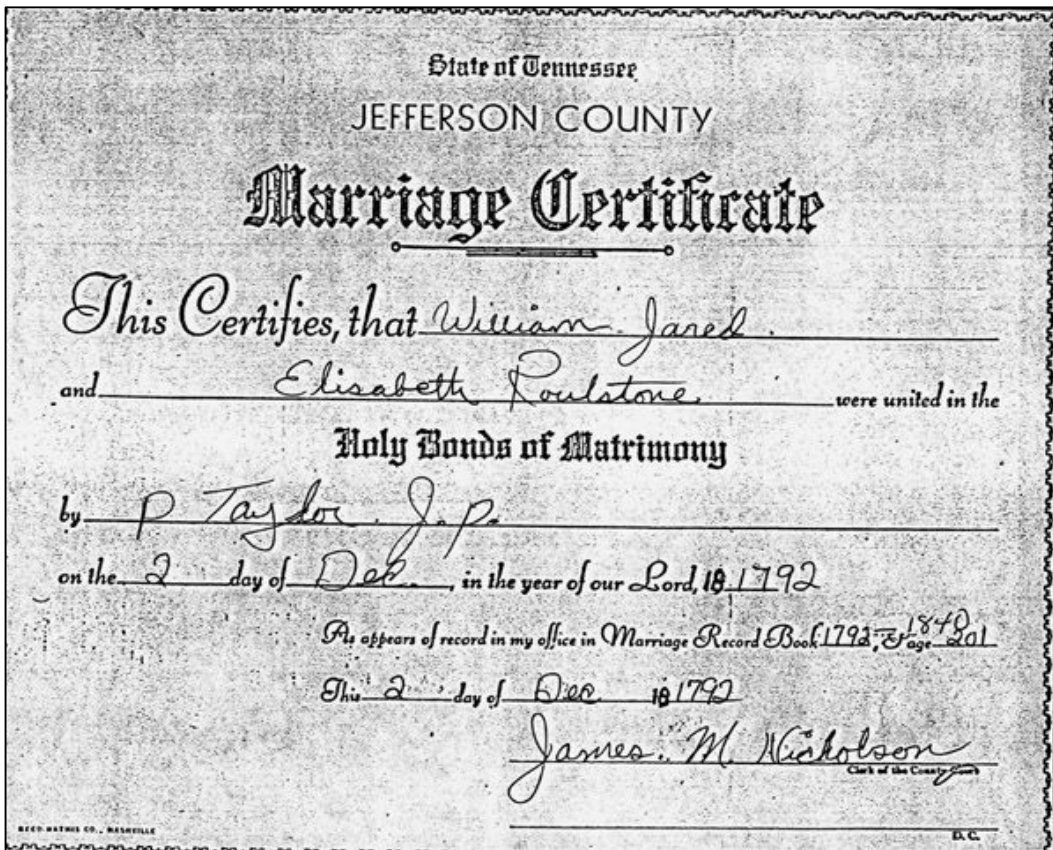 State of Tennessee
JEFFERSON COUNTY
Marriage Certificate
This Certifies, that William Jared
and Elisabeth Roulstone were united in the
Holy Bonds of Matrimony
by P Taylor J.P.
on the 2 day of Dec., in the year of our Lord, 18 1792
As appears of record in my office in Marriage Record Book 1792-1840, Page 201
This 2 day of Dec 18 1792
James M. Nicholson
Clerk of the County Court
D. C.
CO., NASHVILLE